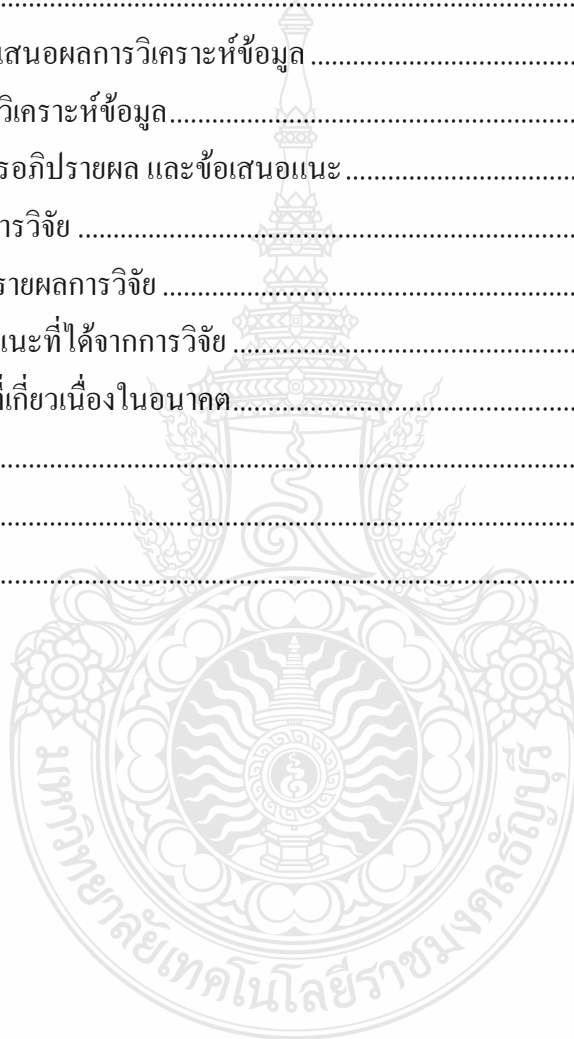 เสนอผลการวิเคราะห์ข้อมูล ........................................
วิเคราะห์ข้อมูล........................................
รอภิปรายผล และข้อเสนอแนะ........................................
ารวิจัย ........................................
รายผลการวิจัย ........................................
แนะที่ได้จากการวิจัย ........................................
ที่เกี่ยวเนื่องในอนาคต........................................
มหาวิทยาลัยเทคโนโลยีราชมงคลธัญบุรี